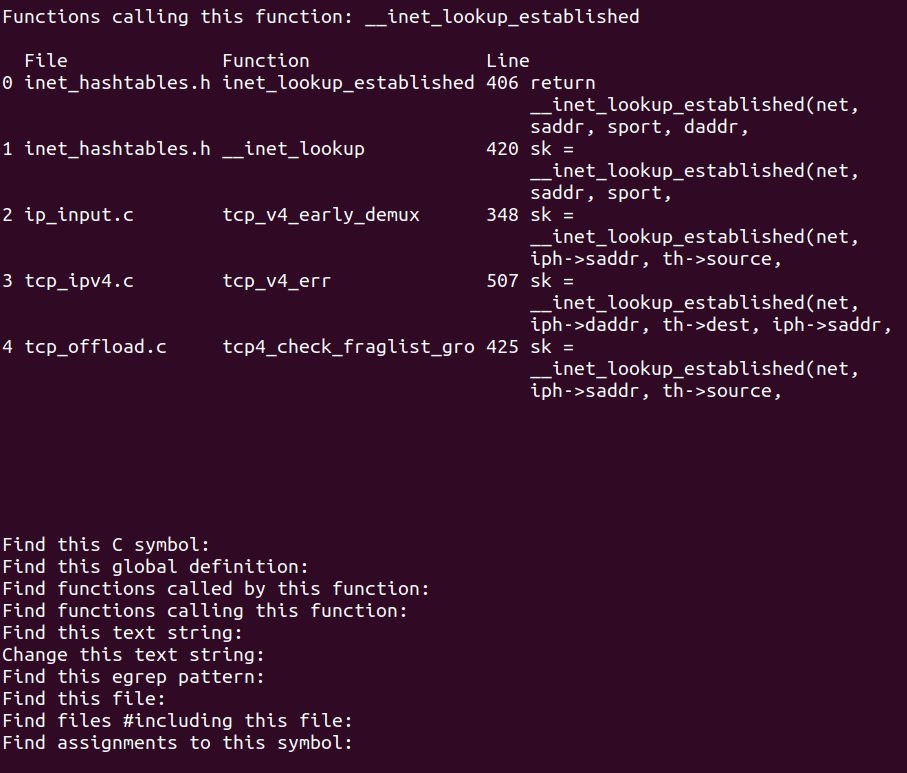 Functions calling this function: __inet_lookup_established
  File              Function               Line
0 inet_hashtables.h inet_lookup_established 406 return
                                                __inet_lookup_established(net,
                                                saddr, sport, daddr,
1 inet_hashtables.h __inet_lookup           420 sk =
                                                __inet_lookup_established(net,
                                                saddr, sport,
2 ip_input.c        tcp_v4_early_demux      348 sk =
                                                __inet_lookup_established(net,
                                                iph->saddr, th->source,
3 tcp_ipv4.c        tcp_v4_err              507 sk =
                                                __inet_lookup_established(net,
                                                iph->daddr, th->dest, iph->saddr,
4 tcp_offload.c     tcp4_check_fraglist_gro 425 sk =
                                                __inet_lookup_established(net,
                                                iph->saddr, th->source,
Find this C symbol:
Find this global definition:
Find functions called by this function:
Find functions calling this function:
Find this text string:
Change this text string:
Find this egrep pattern:
Find this file:
Find files #including this file:
Find assignments to this symbol: